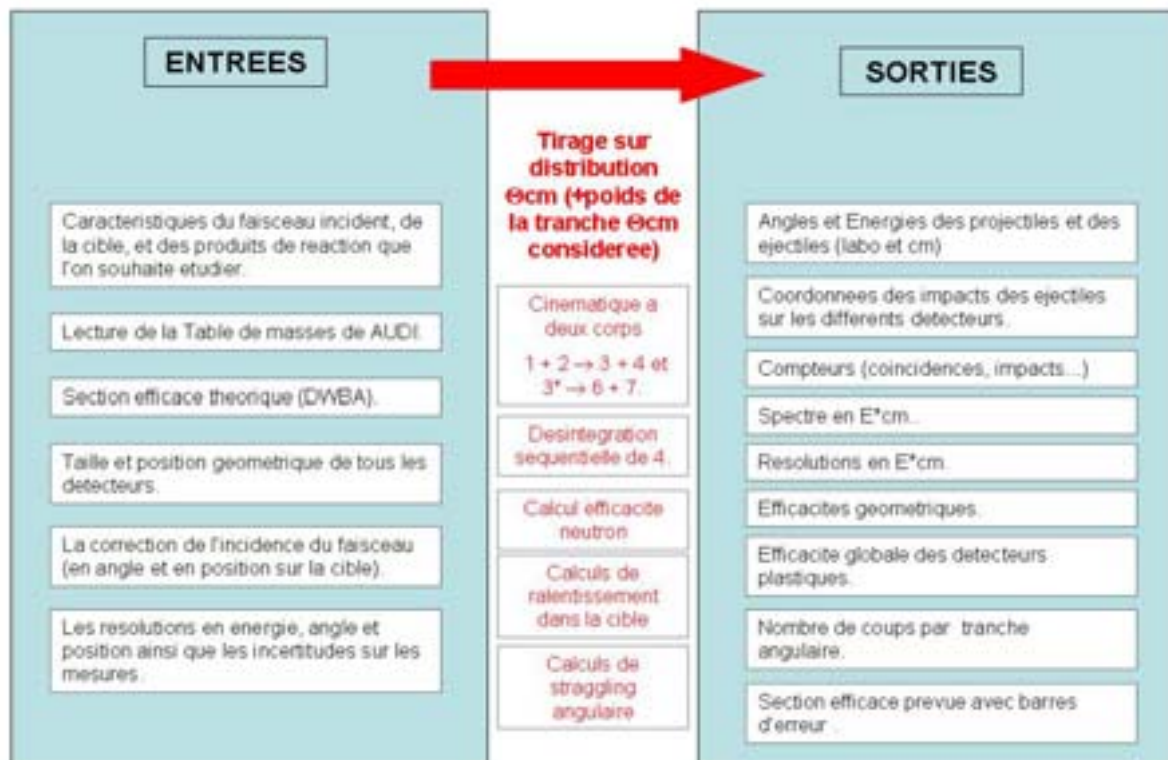 ENTREES
Caracteristiques du faisceau incident, de
la cible, et des produits de reaction que
l'on souhaite etudier.
Lecture de la Table de masses de AUDI.
Section efficace theorique (DWBA).
Taille et position geometrique de tous les
detecteurs.
La correction de l'incidence du faisceau
(en angle et en position sur la cible).
Les resolutions en energie, angle et
position ainsi que les incertitudes sur les
mesures.
Tirage sur
distribution
Θcm (+poids de
la tranche Θcm
consideree)
Cinematique a
deux corps
1 + 2 → 3 + 4 et
3* → 6 + 7.
Desintegration
sequentielle de 4.
Calcul efficacite
neutron
Calculs de
ralentissement
dans la cible
Calculs de
straggling
angulaire
SORTIES
Angles et Energies des projectiles et des
ejectiles (labo et cm)
Coordonnees des impacts des ejectiles
sur les differents detecteurs.
Compteurs (coincidences, impacts...)
Spectre en E*cm..
Resolutions en E*cm.
Efficacites geometriques.
Efficacite globale des detecteurs
plastiques.
Nombre de coups par tranche
angulaire.
Section efficace prevue avec barres
d'erreur .